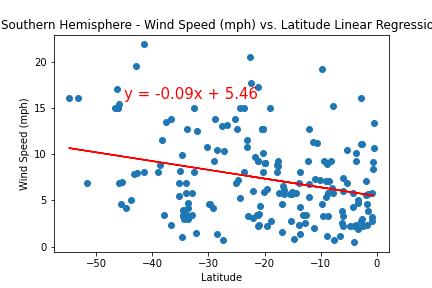 Southern Hemisphere - Wind Speed (mph) vs. Latitude Linear Regressio
y = -0.09x + 5.46
Wind Speed (mph)
20
15
10
5
0
−50 −40 −30 −20 −10 0
Latitude